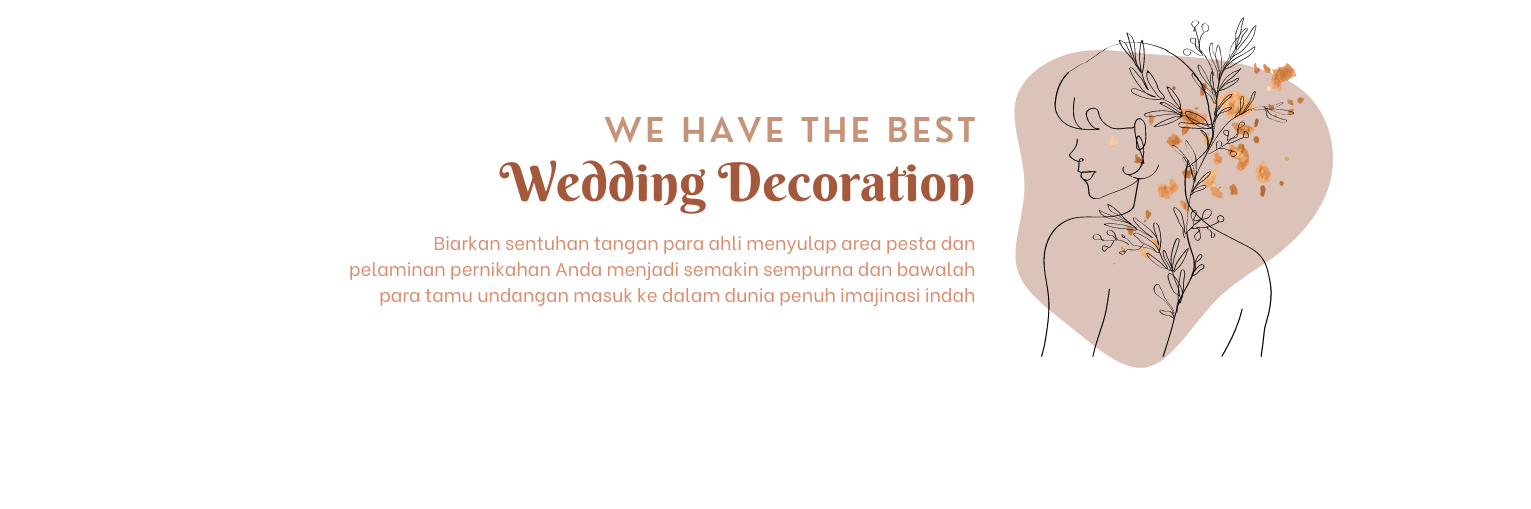 WE HAVE THE BEST
Wedding Decoration
Biarkan sentuhan tangan para ahli menyulap area pesta dan
pelaminan pernikahan Anda menjadi semakin sempurna dan bawalah
para tamu undangan masuk ke dalam dunia penuh imajinasi indah